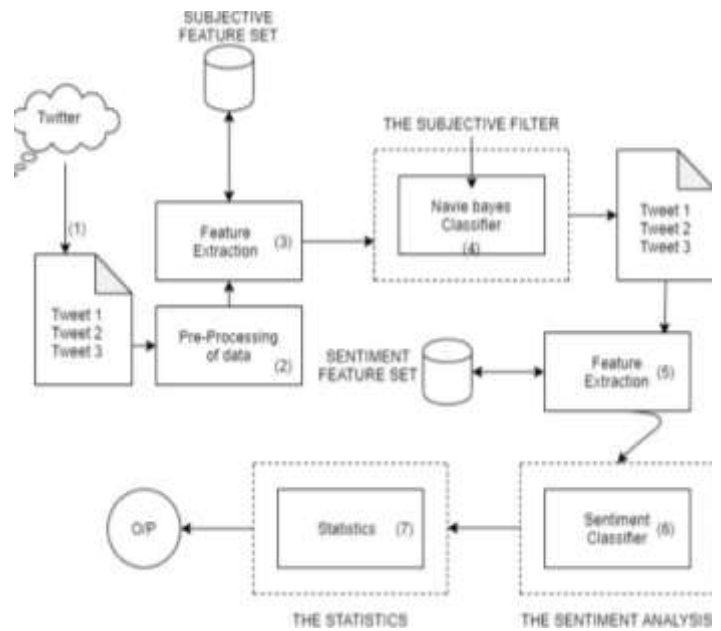 SUBJECTIVE
FEATURE SET
Twitter
(1)
Tweet 1
Tweet 2
Tweet 3
Pre-Processing
of data
(2)
Feature
Extraction
(3)
THE SUBJECTIVE FILTER
Navie bayes
Classifier
(4)
Tweet 1
Tweet 2
Tweet 3
SENTIMENT
FEATURE SET
Feature
Extraction
(5)
Sentiment
Classifier
(6)
THE SENTIMENT ANALYSIS
Statistics
(7)
THE STATISTICS
O/P